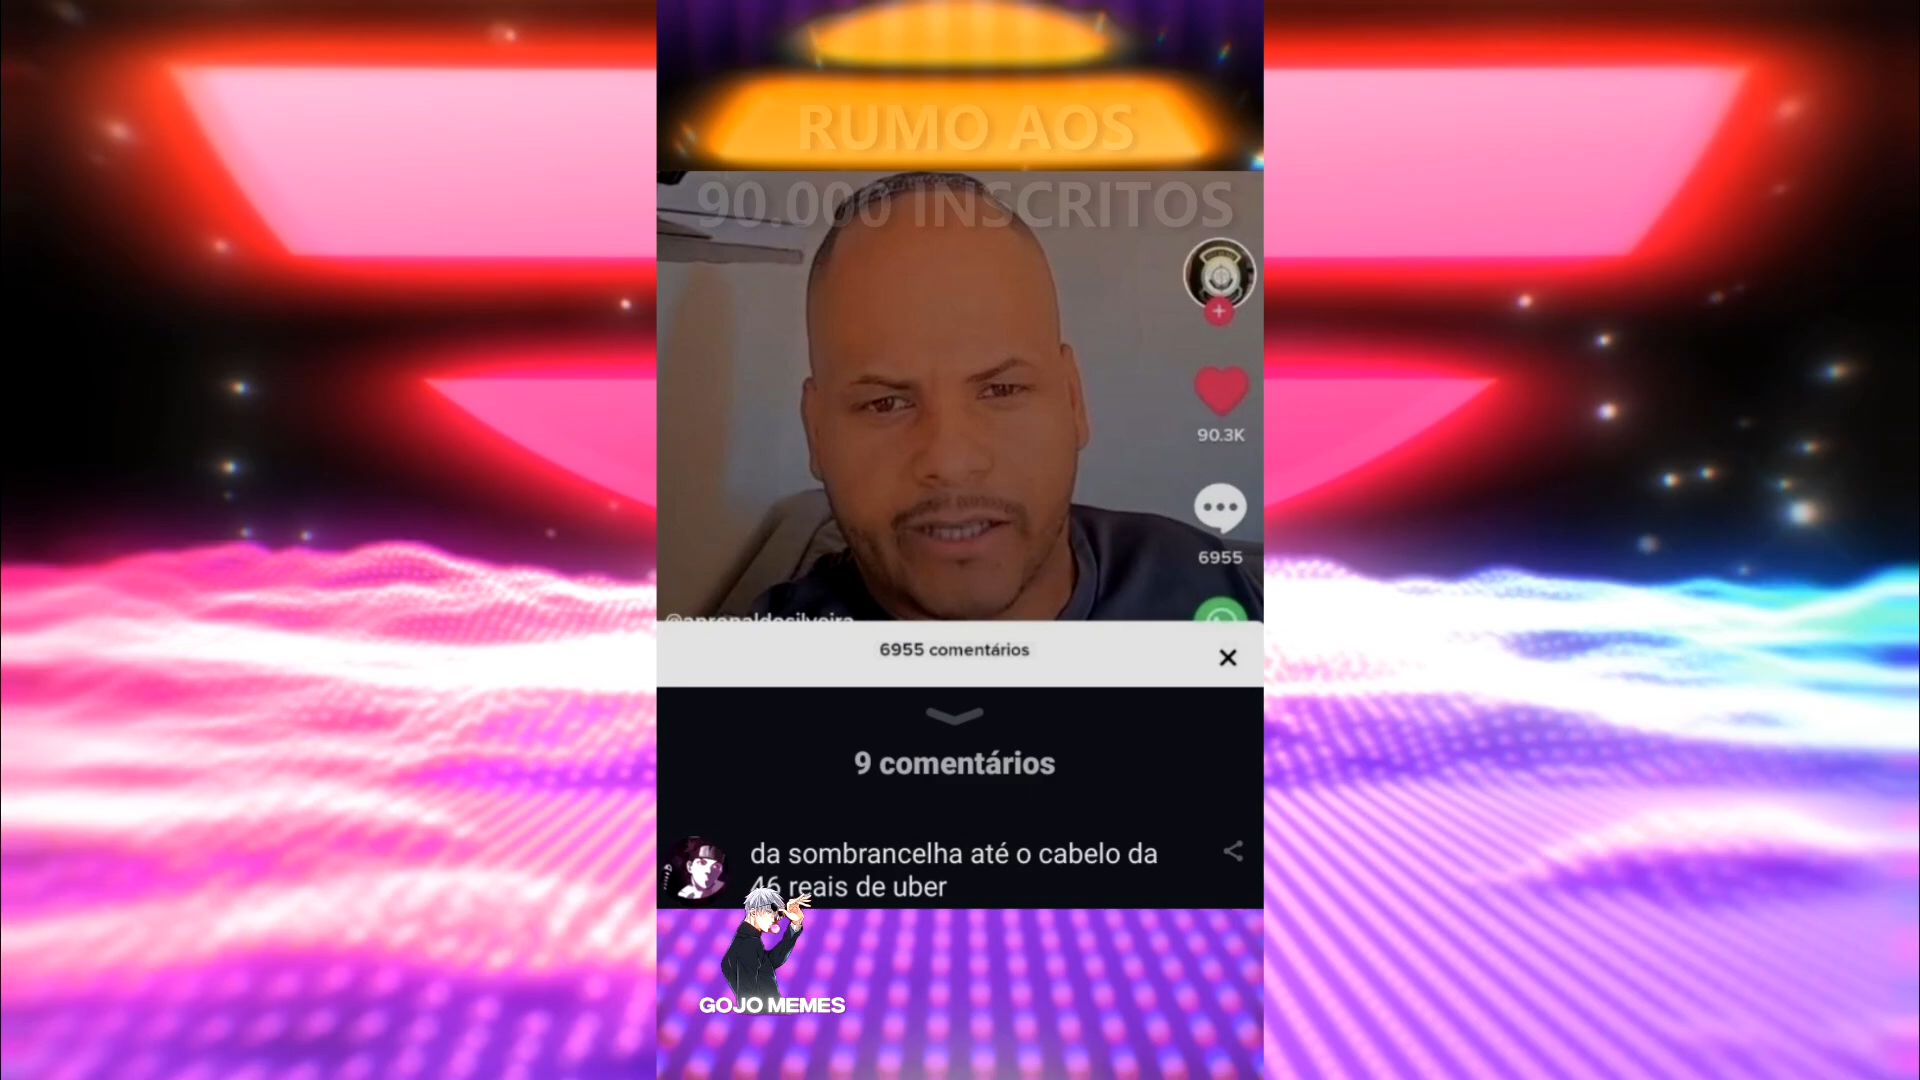 RUMO AOS
90.000 INSCRITOS
90.3K
6955
6955 comentários
9 comentários
da sombrancelha até o cabelo da
46 reais de uber
GOJO MEMES